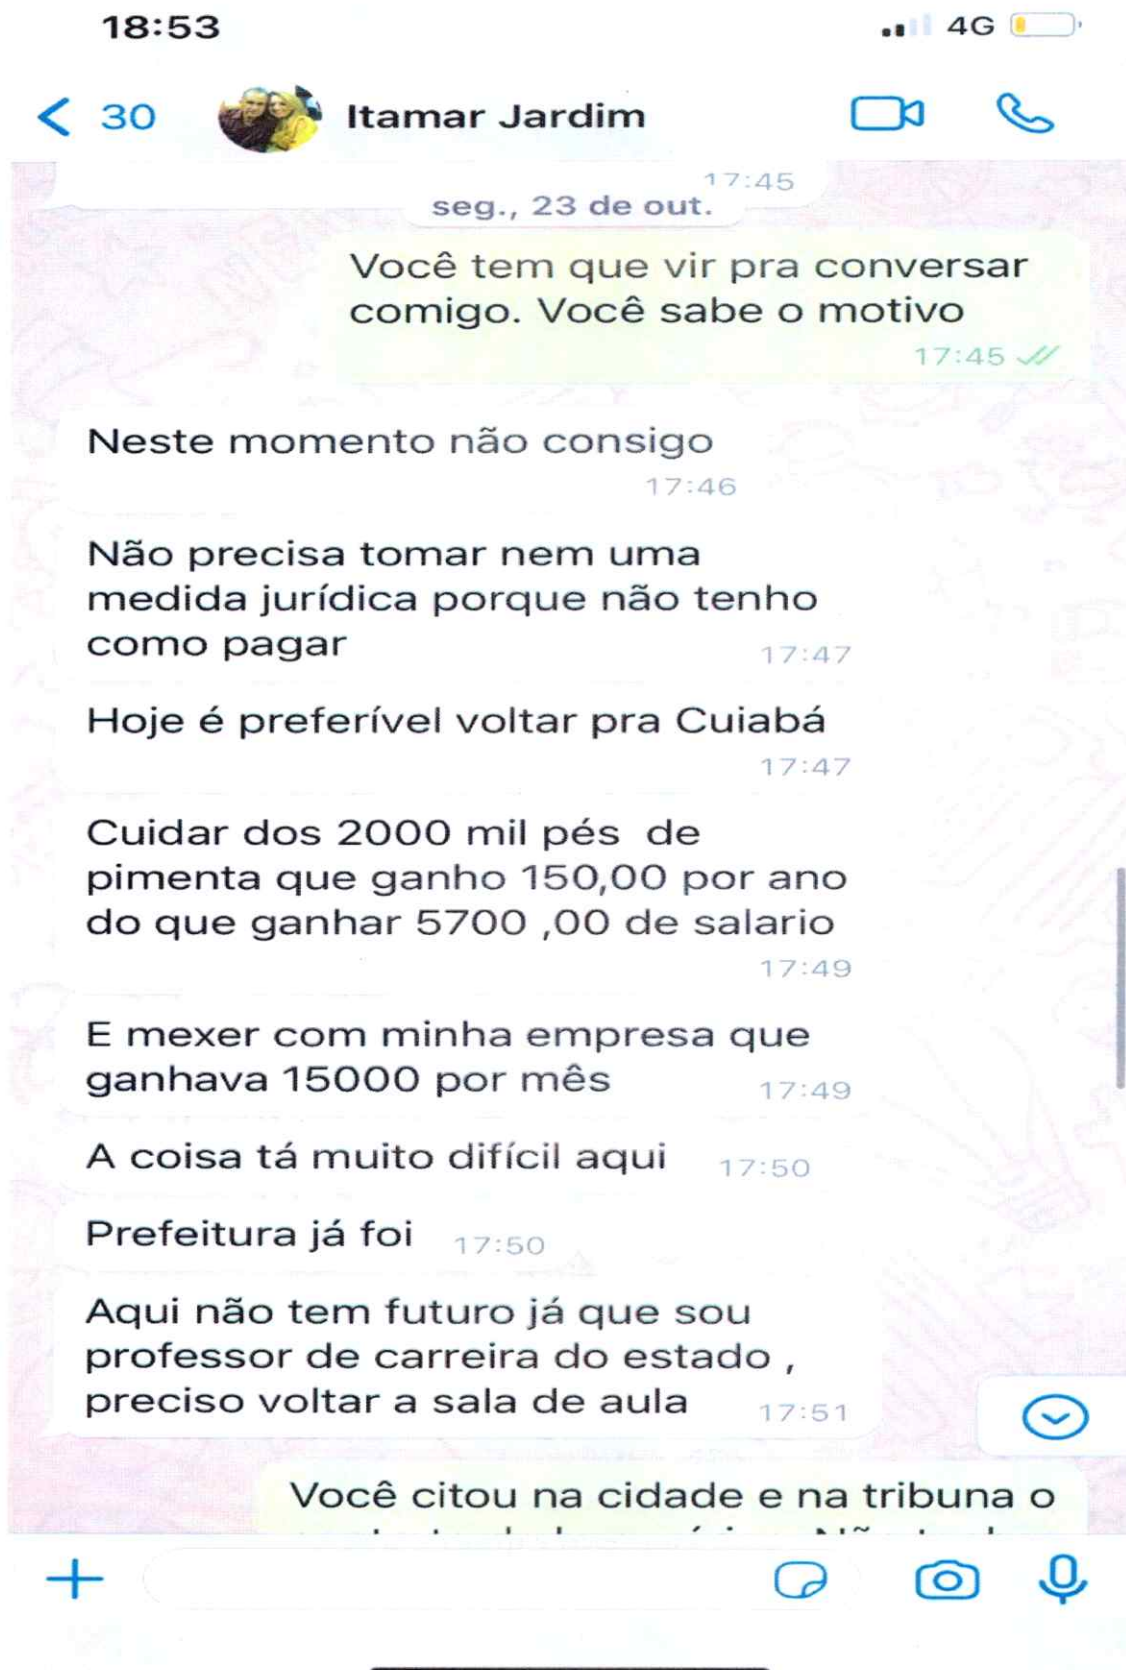 18:53
4G
30
Itamar Jardim
17:45
seg., 23 de out.
Você tem que vir pra conversar
comigo. Você sabe o motivo
17:45
Neste momento não consigo
17:46
Não precisa tomar nem uma
medida jurídica porque não tenho
como pagar
17:47
Hoje é preferível voltar pra Cuiabá
17:47
Cuidar dos 2000 mil pés de
pimenta que ganho 150,00 por ano
do que ganhar 5700 ,00 de salario
17:49
E mexer com minha empresa que
ganhava 15000 por mês
17:49
A coisa tá muito difícil aqui
17:50
Prefeitura já foi
17:50
Aqui não tem futuro já que sou
professor de carreira do estado ,
preciso voltar a sala de aula
17:51
Você citou na cidade e na tribuna o